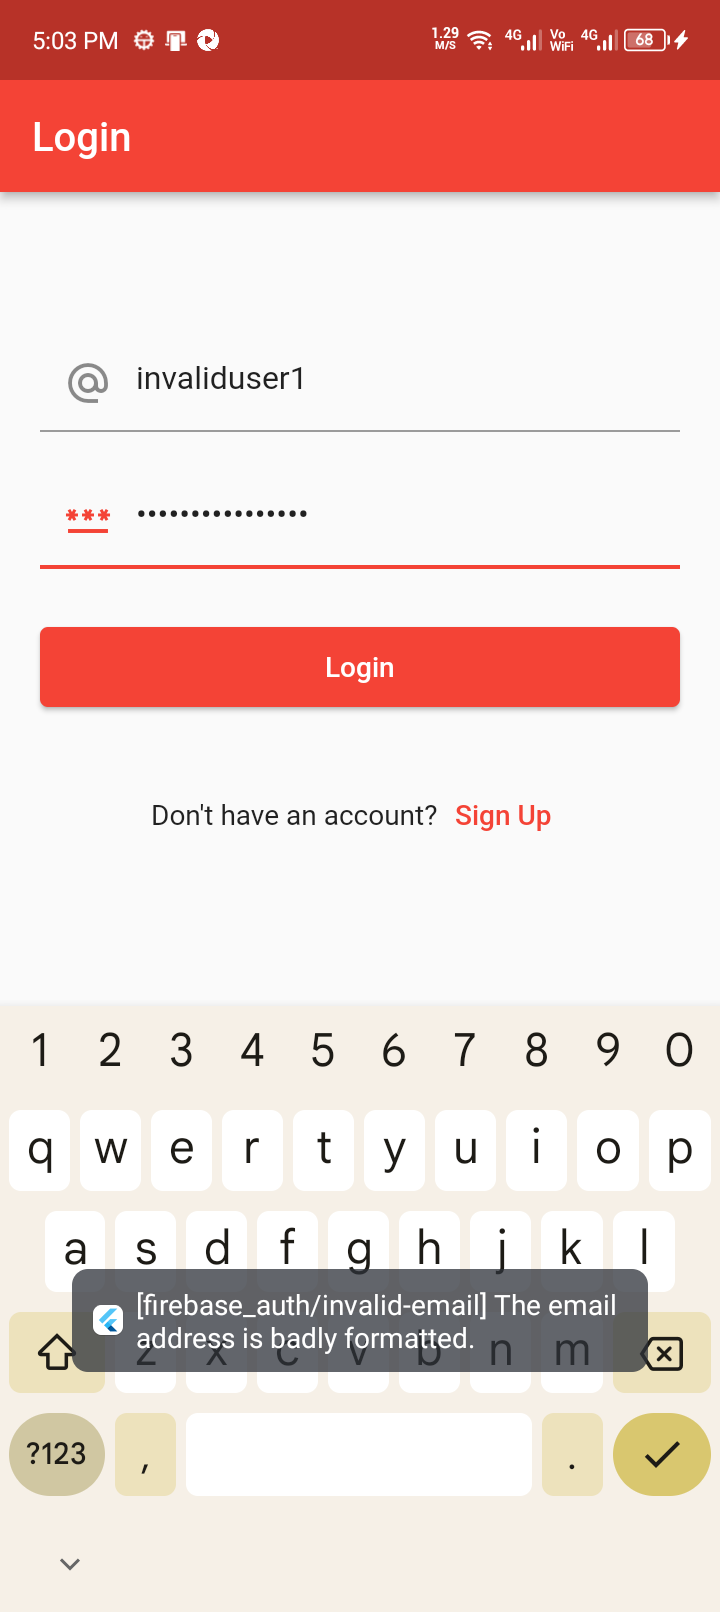 5:03 PM 1.29 M/S 4G Vo WiFi 4G 68
Login
invaliduser1
••••••••••••••••
Login
Don't have an account? Sign Up
1 2 3 4 5 6 7 8 9 0
q w e r t y u i o p
a s d f g h j k l
[firebase_auth/invalid-email] The email
address is badly formatted.
z x c v b n m
?123 , .